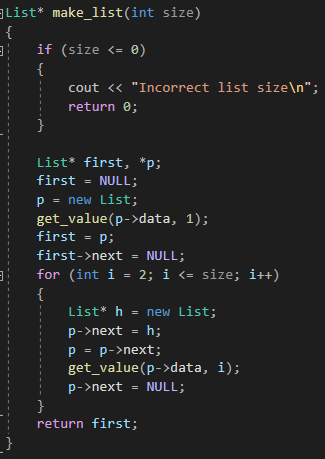 List* make_list(int size)
{
    if (size <= 0)
    {
        cout << "Incorrect list size\n";
        return 0;
    }

    List* first, *p;
    first = NULL;
    p = new List;
    get_value(p->data, 1);
    first = p;
    first->next = NULL;
    for (int i = 2; i <= size; i++)
    {
        List* h = new List;
        p->next = h;
        p = p->next;
        get_value(p->data, i);
        p->next = NULL;
    }
    return first;
}